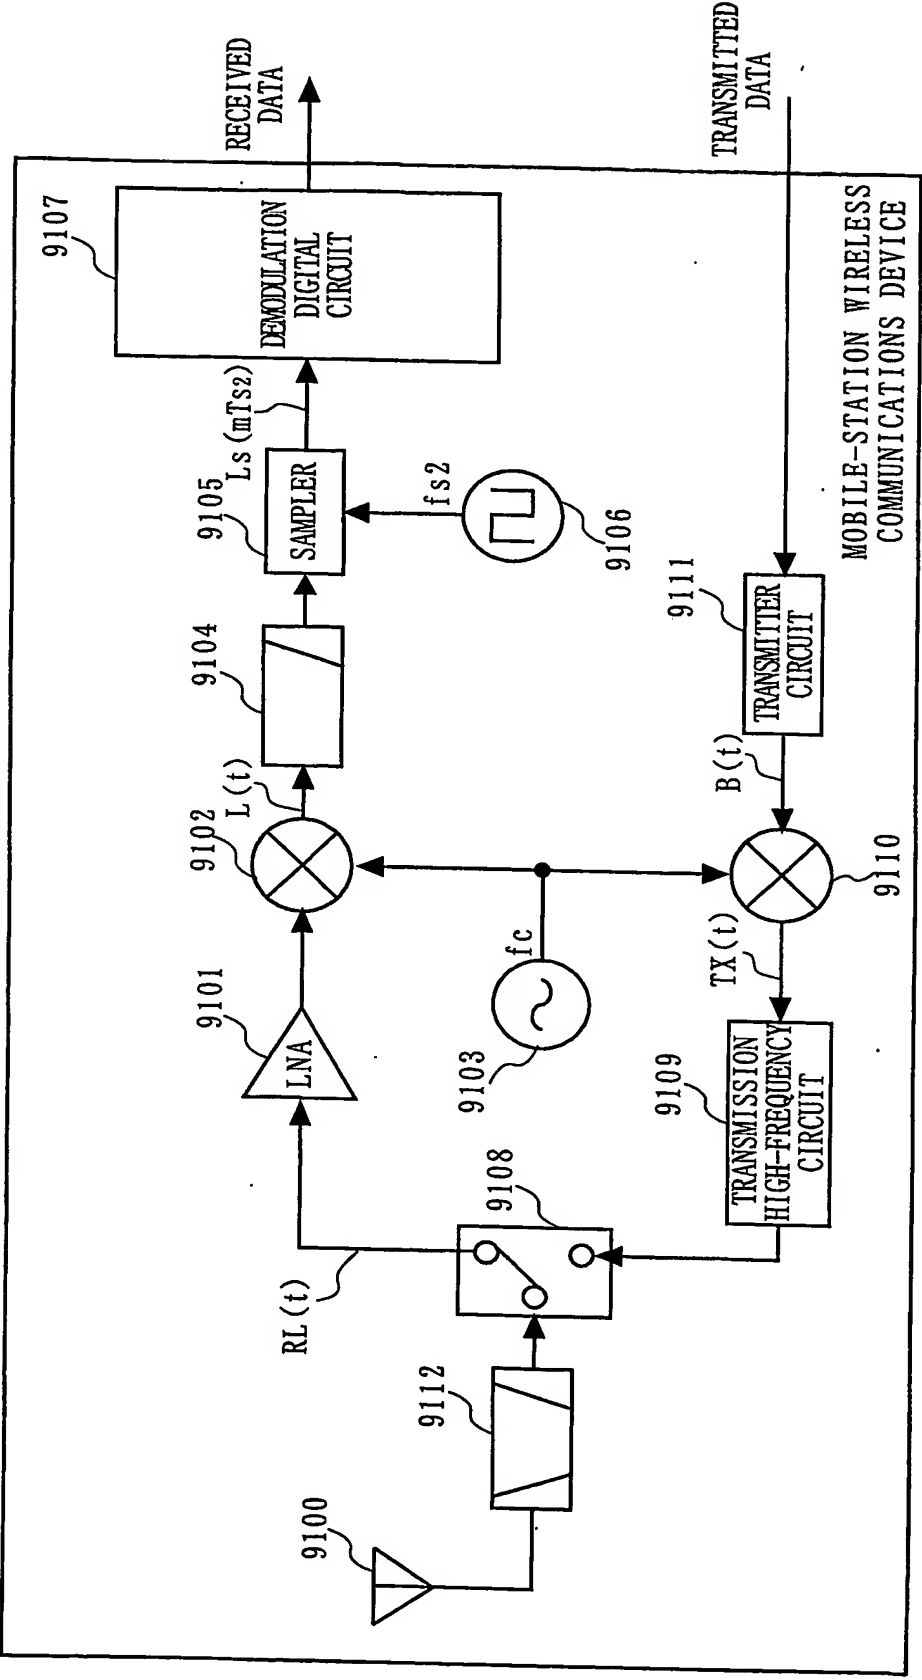 9100
9112
RL(t)
9108
9101
LNA
9102
L(t)
9104
9105
SAMPLER
Ls(mTs2)
9107
DEMODULATION
DIGITAL
CIRCUIT
RECEIVED
DATA
fs2
9106
9103
fc
9109
TRANSMISSION
HIGH-FREQUENCY
CIRCUIT
TX(t)
9110
B(t)
9111
TRANSMITTER
CIRCUIT
TRANSMITTED
DATA
MOBILE-STATION WIRELESS
COMMUNICATIONS DEVICE